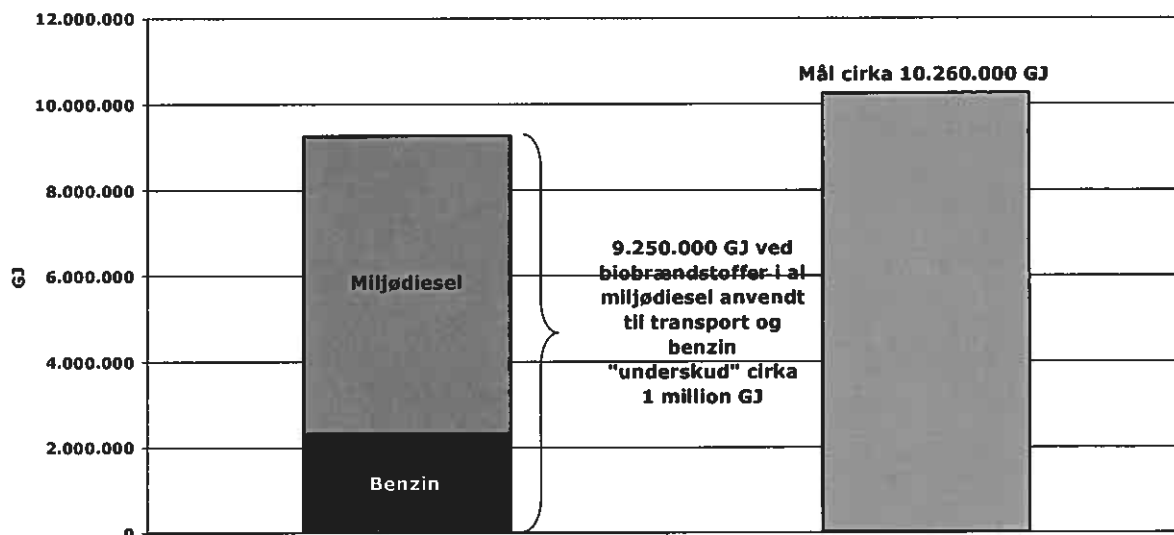 12.000.000
Mål cirka 10.260.000 GJ
10.000.000
8.000.000
9.250.000 GJ ved
biobrændstoffer i al
miljødiesel anvendt
til transport og
benzin
"underskud" cirka
1 million GJ
6.000.000
GJ
Miljødiesel
4.000.000
2.000.000
Benzin
0